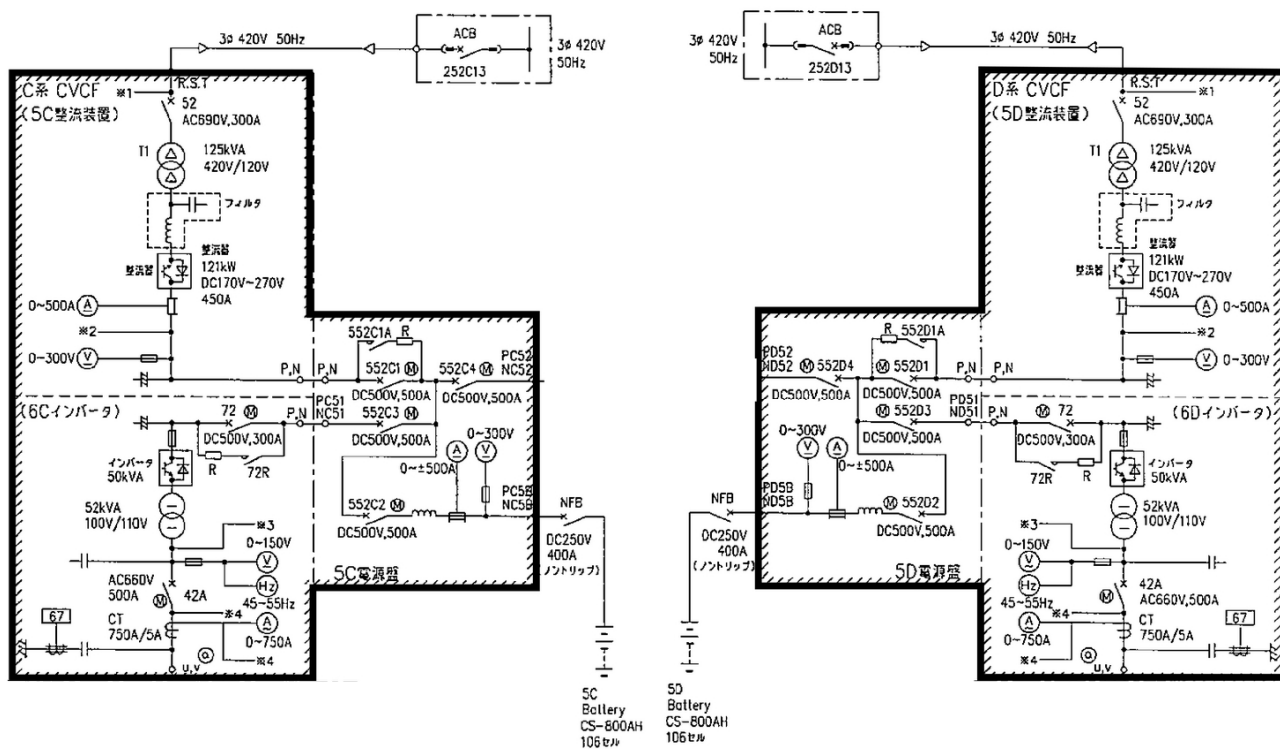 3ø 420V 50Hz
ACB
252C13
3ø 420V
50Hz
C系 CVCF
(5C整流装置)
R.S.T
※1
52
AC690V,300A
T1
125kVA
420V/120V
フィルタ
整流器
整流器
121kW
DC170V~270V
450A
0~500A
A
※2
0~300V
V
P,N
P,N
552C1A
R
552C1
M
DC500V,500A
552C4
M
DC500V,500A
PC52
NC52
(6Cインバータ)
72
M
DC500V,300A
R
72R
P,N
PC51
NC51
552C3
M
DC500V,500A
0~300V
A
V
0~±500A
インバータ
50kVA
52kVA
100V/110V
552C2
M
DC500V,500A
PC5B
NC5B
NFB
DC250V
400A
(ノントリップ)
※3
0~150V
V
Hz
45~55Hz
AC660V
500A
M
42A
※4
CT
750A/5A
A
0~750A
※4
67
@
U,V
5C電源盤
5C
Battery
CS-800AH
106セル
3ø 420V
50Hz
ACB
252D13
3ø 420V 50Hz
D系 CVCF
(5D整流装置)
R.S.T
※1
52
AC690V,300A
T1
125kVA
420V/120V
フィルタ
整流器
整流器
121kW
DC170V~270V
450A
A
0~500A
※2
V
0~300V
PD52
ND52
M
552D4
DC500V,500A
R
552D1A
M
552D1
DC500V,500A
P,N
P,N
(6Dインバータ)
M
552D3
DC500V,500A
PD51
ND51
P,N
M
72
DC500V,300A
72R
R
0~300V
V
A
0~±500A
インバータ
50kVA
52kVA
100V/110V
PD5B
ND5B
M
552D2
DC500V,500A
NFB
DC250V
400A
(ノントリップ)
※3
0~150V
V
Hz
45~55Hz
M
42A
AC660V,500A
※4
A
0~750A
CT
750A/5A
※4
67
@
U,V
5D電源盤
5D
Battery
CS-800AH
106セル